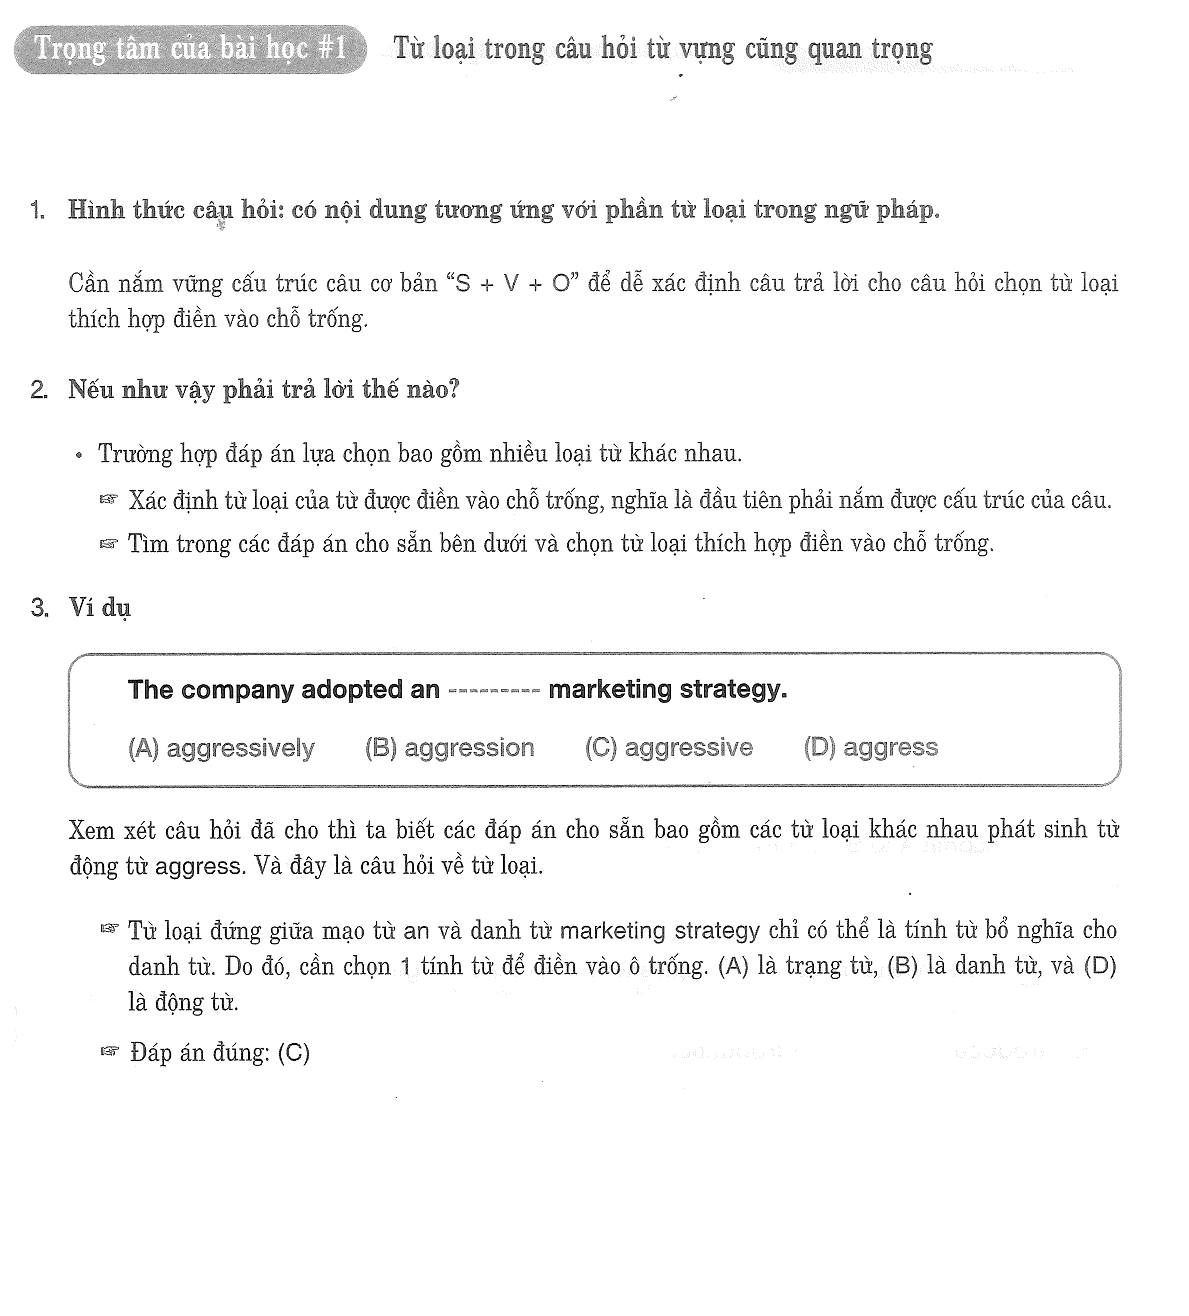 Trọng tâm của bài học #1 Từ loại trong câu hỏi từ vựng cũng quan trọng
1. Hình thức câu hỏi: có nội dung tương ứng với phần từ loại trong ngữ pháp.
Cần nắm vững cấu trúc câu cơ bản “S + V + O” để dễ xác định câu trả lời cho câu hỏi chọn từ loại
thích hợp điền vào chỗ trống.
2. Nếu như vậy phải trả lời thế nào?
• Trường hợp đáp án lựa chọn bao gồm nhiều loại từ khác nhau.
☞ Xác định từ loại của từ được điền vào chỗ trống, nghĩa là đầu tiên phải nắm được cấu trúc của câu.
☞ Tìm trong các đáp án cho sẵn bên dưới và chọn từ loại thích hợp điền vào chỗ trống.
3. Ví dụ
The company adopted an --------- marketing strategy.
(A) aggressively (B) aggression (C) aggressive (D) aggress
Xem xét câu hỏi đã cho thì ta biết các đáp án cho sẵn bao gồm các từ loại khác nhau phát sinh từ
động từ aggress. Và đây là câu hỏi về từ loại.
☞ Từ loại đứng giữa mạo từ an và danh từ marketing strategy chỉ có thể là tính từ bổ nghĩa cho
danh từ. Do đó, cần chọn 1 tính từ để điền vào ô trống. (A) là trạng từ, (B) là danh từ, và (D)
là động từ.
☞ Đáp án đúng: (C)